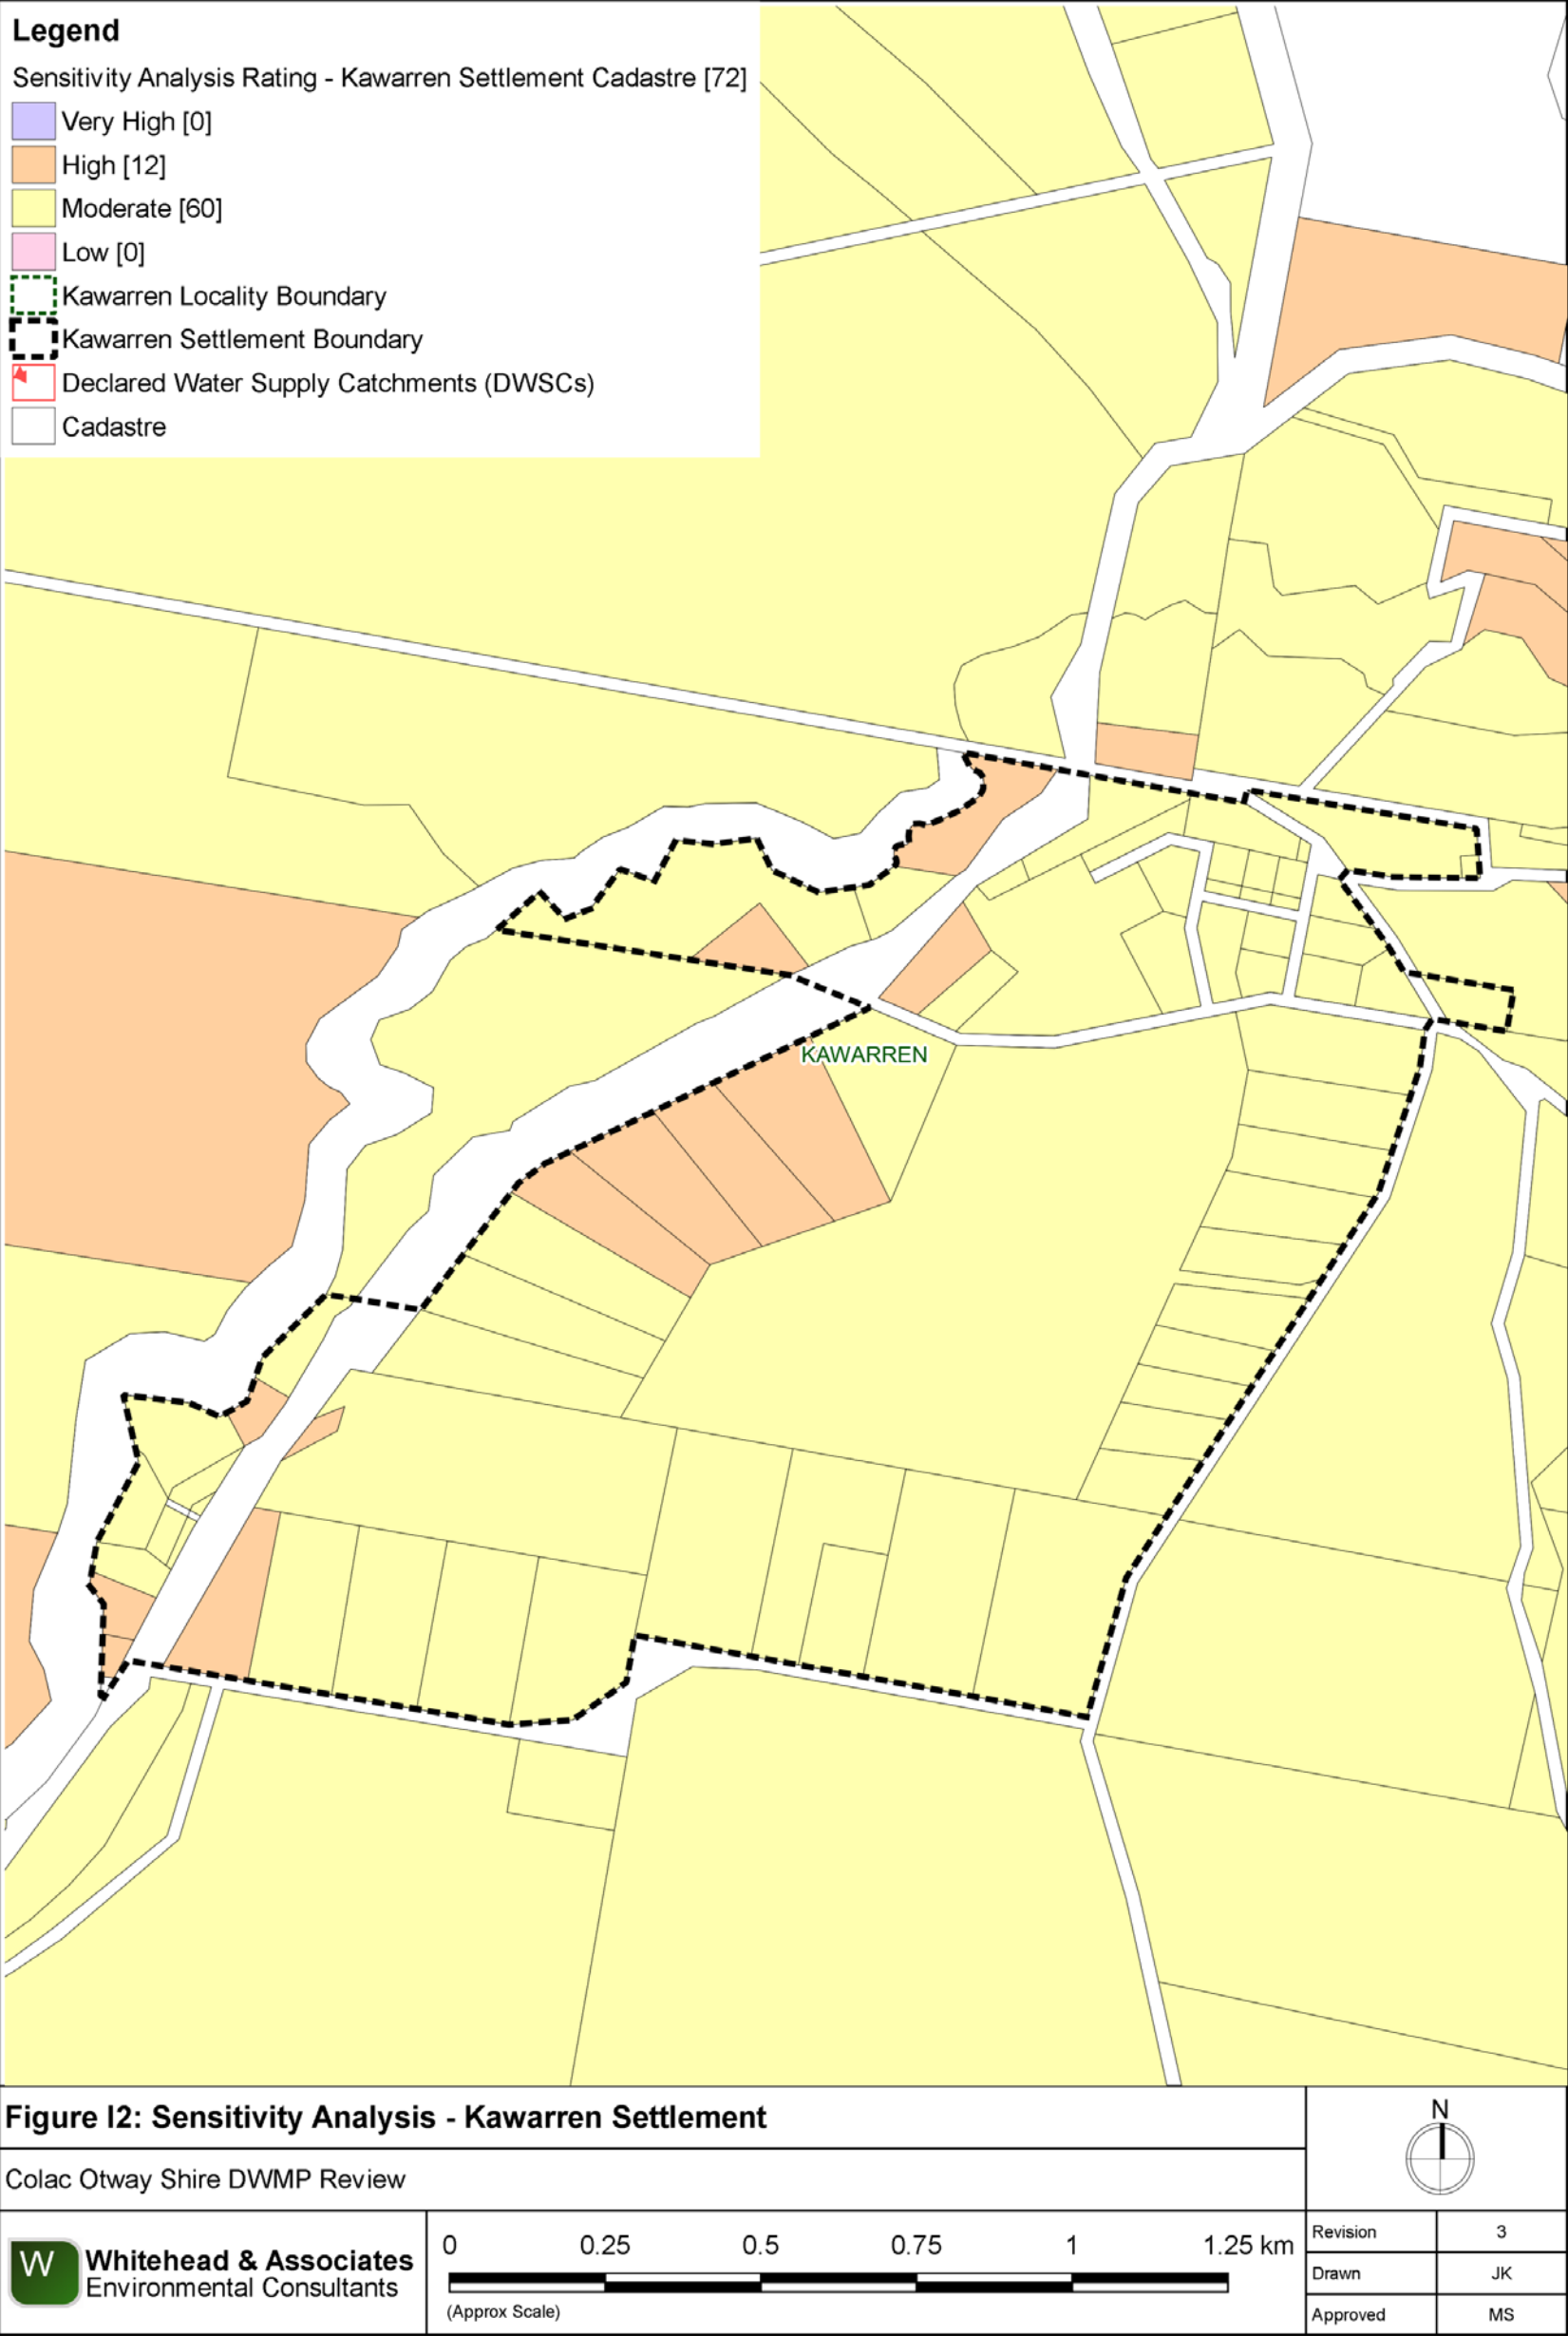 Legend
Sensitivity Analysis Rating - Kawarren Settlement Cadastre [72]
Very High [0]
High [12]
Moderate [60]
Low [0]
Kawarren Locality Boundary
Kawarren Settlement Boundary
Declared Water Supply Catchments (DWSCs)
Cadastre
KAWARREN
Figure I2: Sensitivity Analysis - Kawarren Settlement
Colac Otway Shire DWMP Review
N
W
Whitehead & Associates
Environmental Consultants
0 0.25 0.5 0.75 1 1.25 km
(Approx Scale)
Revision 3
Drawn JK
Approved MS